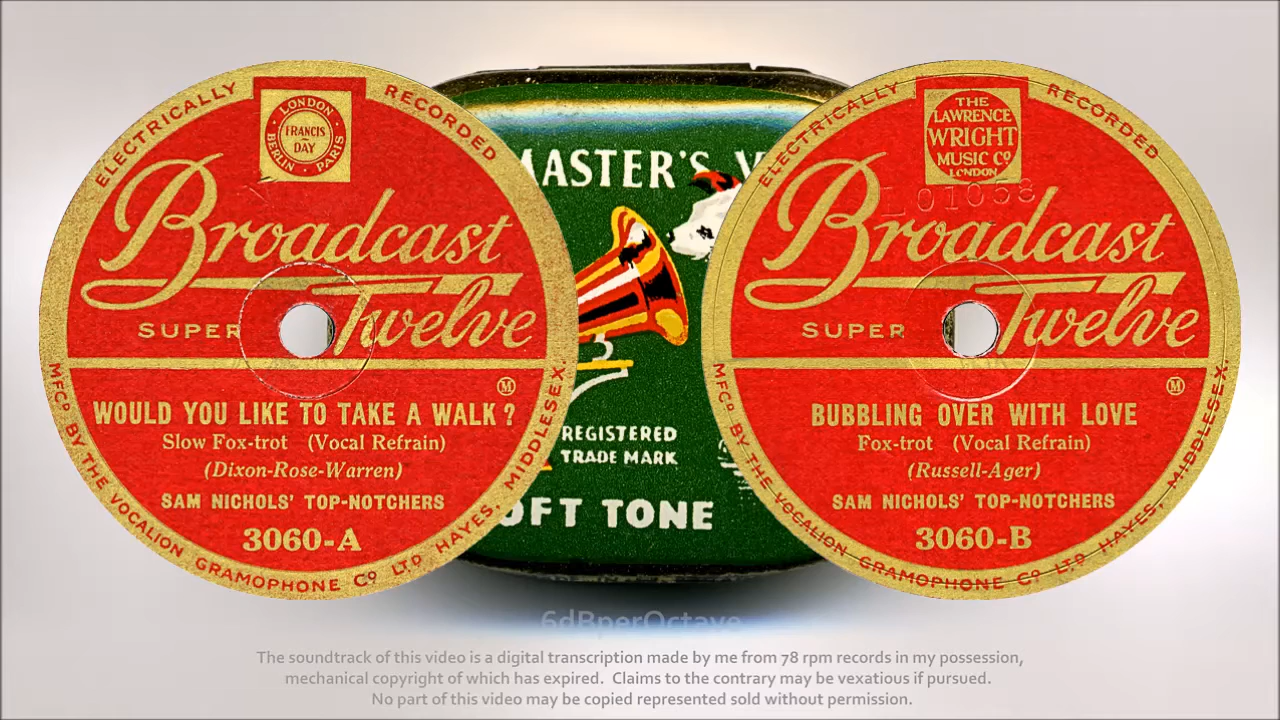 ELECTRICALLY RECORDED
LONDON
FRANCIS
DAY
BERLIN · PARIS
Broadcast
Twelve
SUPER
M
WOULD YOU LIKE TO TAKE A WALK?
Slow Fox-trot (Vocal Refrain)
(Dixon-Rose-Warren)
SAM NICHOLS' TOP-NOTCHERS
3060-A
MFCD BY THE VOCALION GRAMOPHONE CO LTD HAYES, MIDDLESEX.
MASTER'S V
REGISTERED
TRADE MARK
OFT TONE
ELECTRICALLY RECORDED
THE
LAWRENCE
WRIGHT
MUSIC CO
LONDON
L01058
Broadcast
Twelve
SUPER
M
BUBBLING OVER WITH LOVE
Fox-trot (Vocal Refrain)
(Russell-Ager)
SAM NICHOLS' TOP-NOTCHERS
3060-B
MFCD BY THE VOCALION GRAMOPHONE CO LTD HAYES, MIDDLESEX.
6dBperOctave
The soundtrack of this video is a digital transcription made by me from 78 rpm records in my possession,
mechanical copyright of which has expired. Claims to the contrary may be vexatious if pursued.
No part of this video may be copied represented sold without permission.